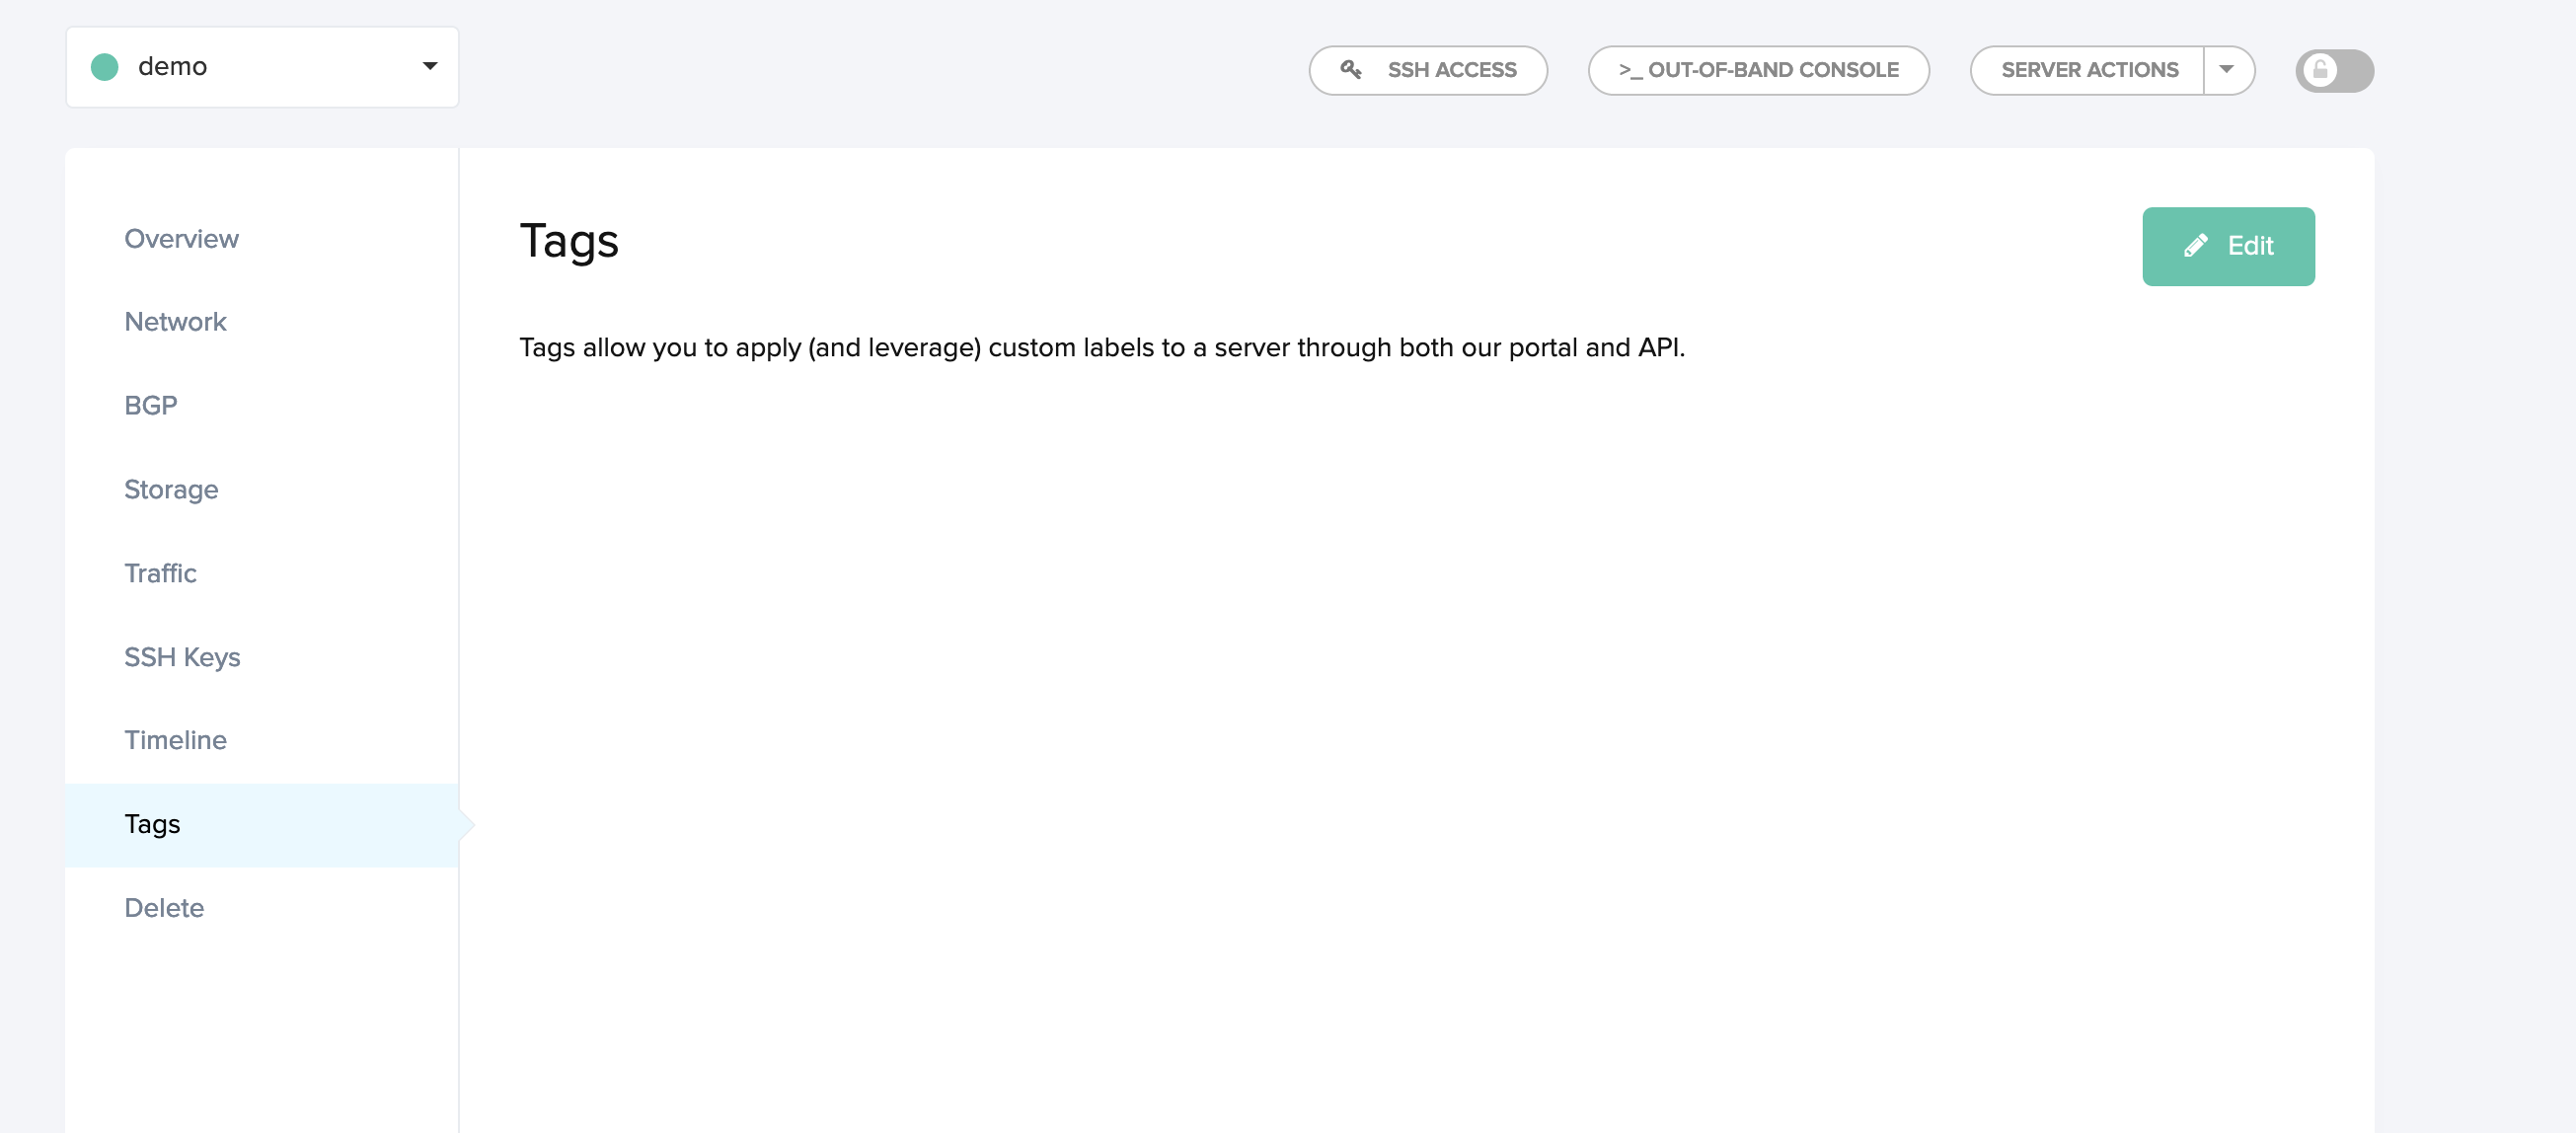 demo
SSH ACCESS
>_ OUT-OF-BAND CONSOLE
SERVER ACTIONS
Overview
Network
BGP
Storage
Traffic
SSH Keys
Timeline
Tags
Delete
Tags
Edit
Tags allow you to apply (and leverage) custom labels to a server through both our portal and API.